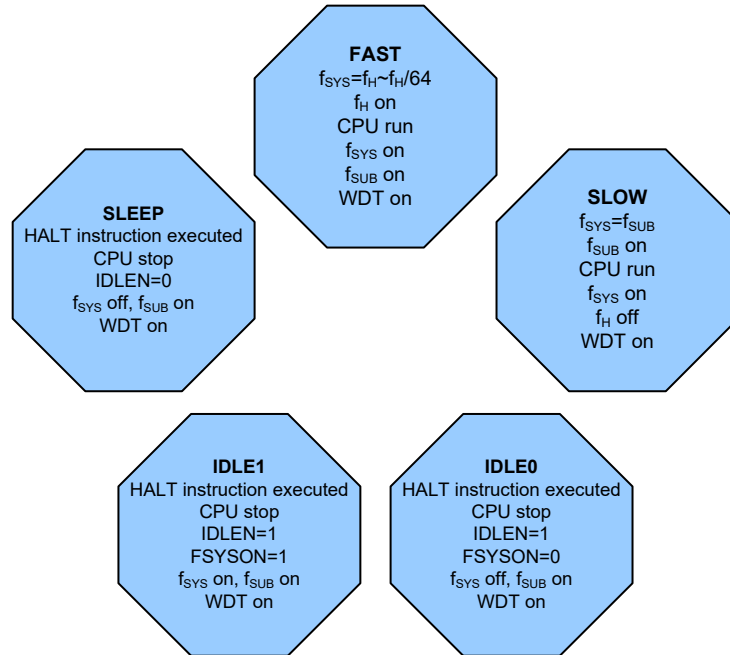 FAST
fSYS=fH~fH/64
fH on
CPU run
fSYS on
fSUB on
WDT on
SLEEP
HALT instruction executed
CPU stop
IDLEN=0
fSYS off, fSUB on
WDT on
SLOW
fSYS=fSUB
fSUB on
CPU run
fSYS on
fH off
WDT on
IDLE1
HALT instruction executed
CPU stop
IDLEN=1
FSYSON=1
fSYS on, fSUB on
WDT on
IDLE0
HALT instruction executed
CPU stop
IDLEN=1
FSYSON=0
fSYS off, fSUB on
WDT on